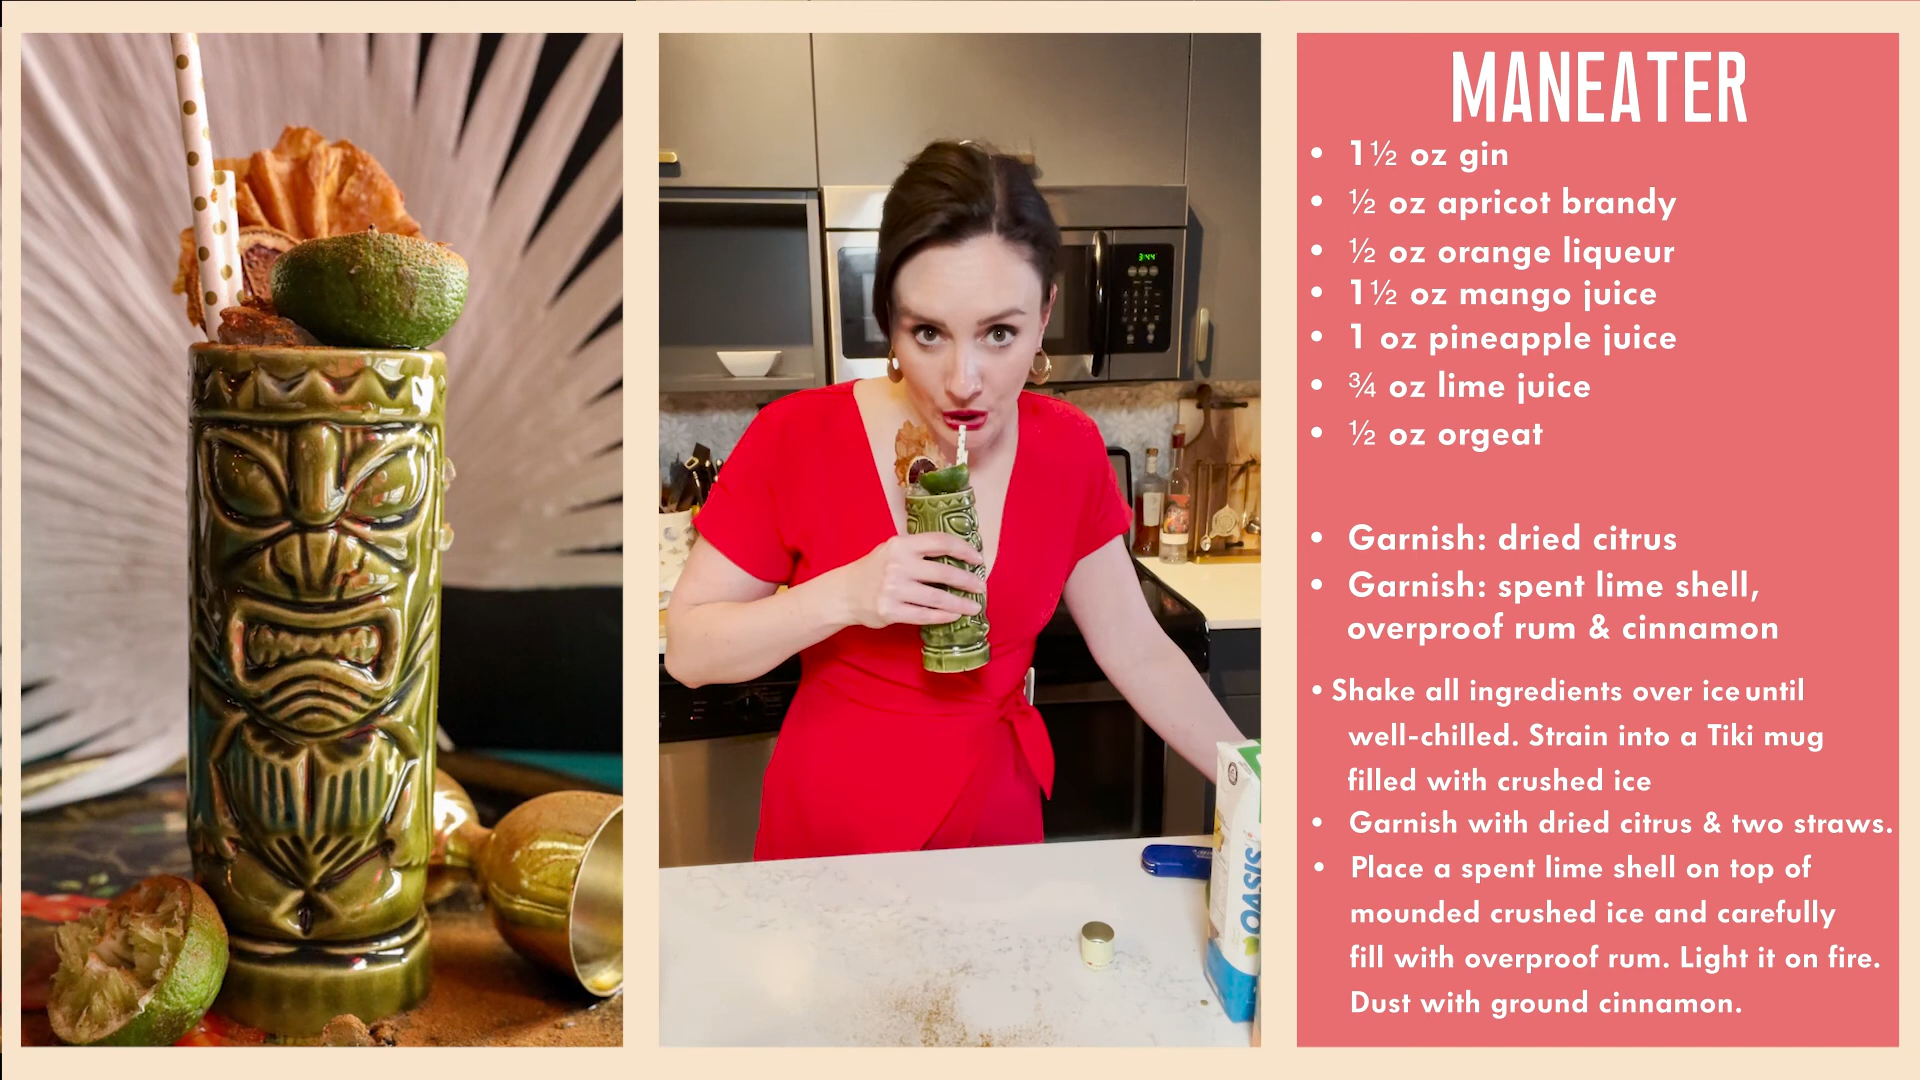 3:44
OASIS
MANEATER
• 1½ oz gin
• ½ oz apricot brandy
• ½ oz orange liqueur
• 1½ oz mango juice
• 1 oz pineapple juice
• ¾ oz lime juice
• ½ oz orgeat
• Garnish: dried citrus
• Garnish: spent lime shell,
overproof rum & cinnamon
• Shake all ingredients over ice until
well-chilled. Strain into a Tiki mug
filled with crushed ice
• Garnish with dried citrus & two straws.
• Place a spent lime shell on top of
mounded crushed ice and carefully
fill with overproof rum. Light it on fire.
Dust with ground cinnamon.